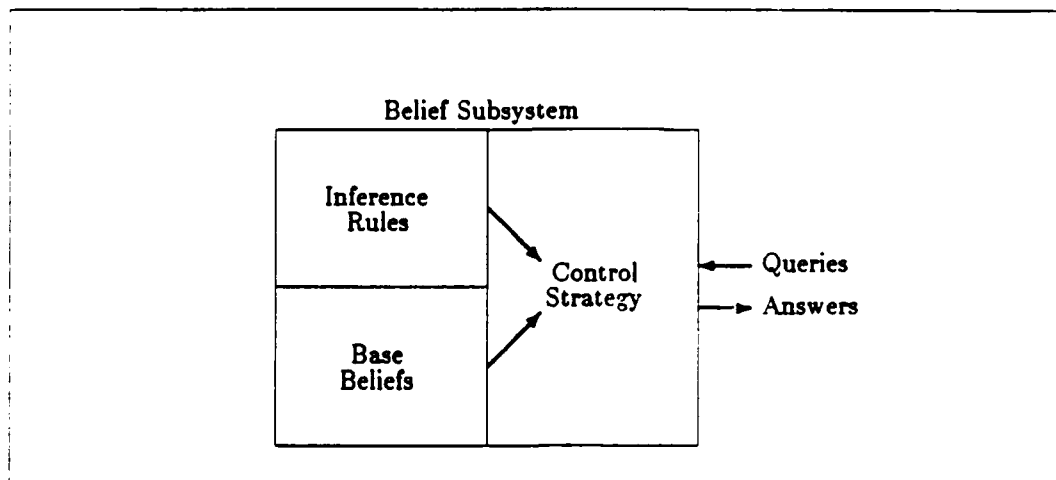 Belief Subsystem
Inference
Rules
Control
Strategy
Queries
Answers
Base
Beliefs